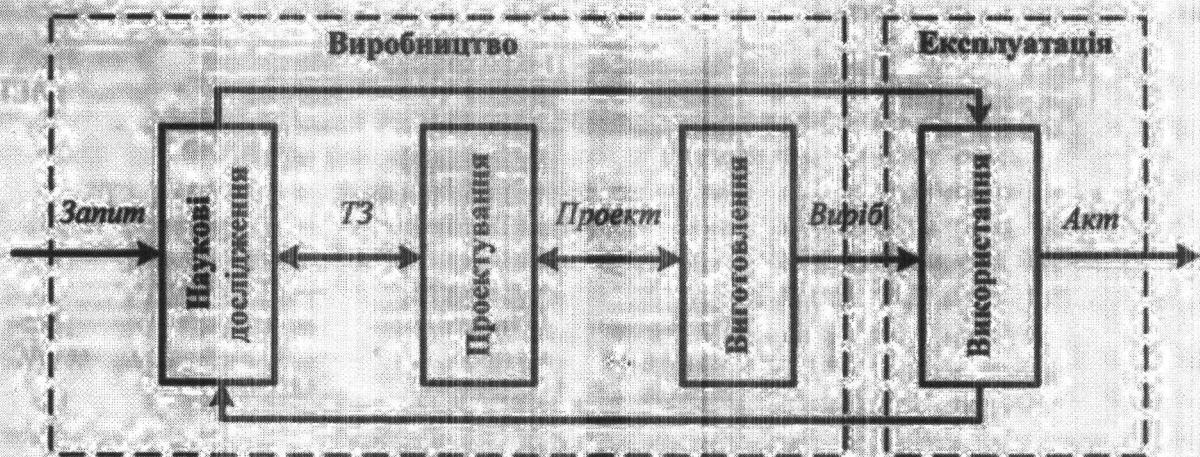 Виробництво
Експлуатація
Запит
Наукові
дослідження
ТЗ
Проектування
Проект
Виготовлення
Виріб
Використання
Акт